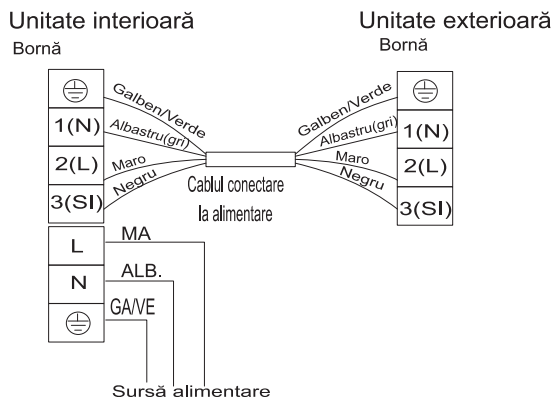 Unitate interioară
Unitate exterioară
Bornă
Bornă
Galben/Verde
Galben/Verde
1(N)
Albastru(gri)
Albastru(gri)
1(N)
2(L)
Maro
Maro
2(L)
3(SI)
Negru
Negru
3(SI)
Cablul conectare
la alimentare
L
MA
N
ALB.
GA/VE
Sursă alimentare